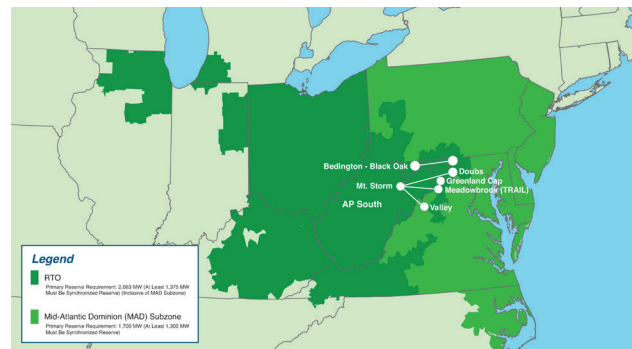 Bedington - Black Oak
Doubs
Greenland Gap
Mt. Storm
Meadowbrook (TRAIL)
AP South
Valley
Legend
RTO
Primary Reserve Requirement: 2,063 MW (At Least 1,375 MW
Must Be Synchronized Reserve) (Inclusive of MAD Subzone)
Mid-Atlantic Dominion (MAD) Subzone
Primary Reserve Requirement: 1,700 MW (At Least 1,300 MW
Must Be Synchronized Reserve)